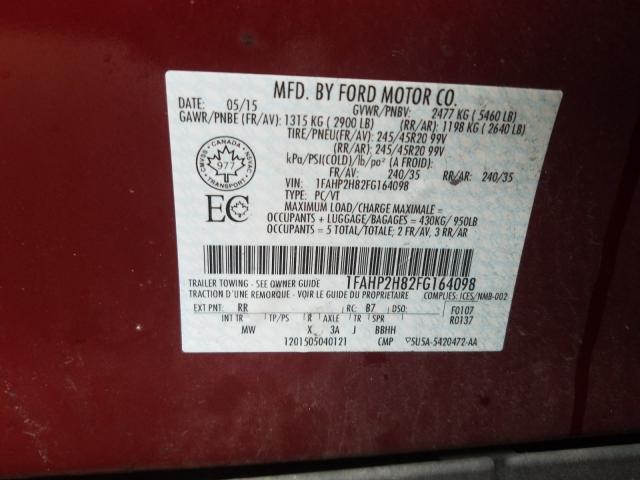 MFD. BY FORD MOTOR CO.
DATE: 05/15
GVWR/PNBV: 2477 KG ( 5460 LB)
GAWR/PNBE (FR/AV): 1315 KG ( 2900 LB)
(RR/AR): 1198 KG ( 2640 LB)
TIRE/PNEU(FR/AV): 245/45R20 99V
(RR/AR): 245/45R20 99V
kPa/PSI(COLD)/lb/po² (A FROID):
FR/AV: 240/35
RR/AR: 240/35
CANADA
977
TRANSPORT
VIN: 1FAHP2H82FG164098
TYPE: PC/VT
MAXIMUM LOAD/CHARGE MAXIMALE =
OCCUPANTS + LUGGAGE/BAGAGES = 430KG/ 950LB
OCCUPANTS = 5 TOTAL/TOTALE: 2 FR/AV, 3 RR/AR
EC
1FAHP2H82FG164098
TRAILER TOWING - SEE OWNER GUIDE
TRACTION D'UNE REMORQUE - VOIR GUIDE DU PROPRIETAIRE
COMPLIES: ICES/NMB-002
EXT PNT: RR RC: B7 DSO: F0107
INT TR TP/PS R AXLE TR SPR R0137
MW X 3A J BBHH
1201505040121 CMP 5U5A-5420472-AA